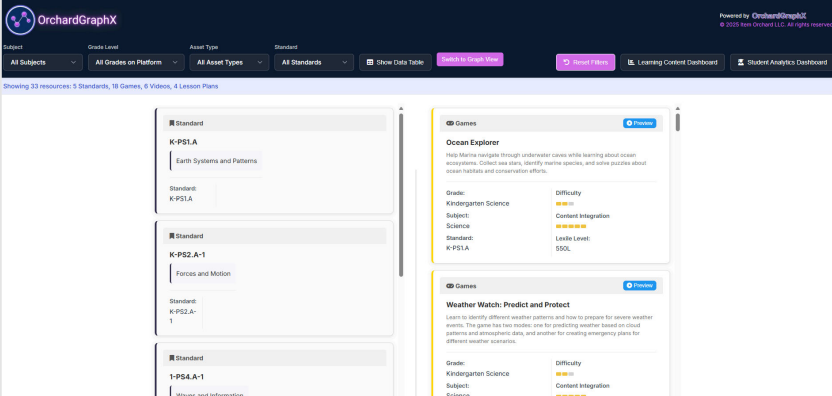 OrchardGraphX
Powered by OrchardGraphX
© 2025 Item Orchard LLC. All rights reserved
Subject
Grade Level
Asset Type
Standard
All Subjects
All Grades on Platform
All Asset Types
All Standards
Show Data Table
Switch to Graph View
Reset Filters
Learning Content Dashboard
Student Analytics Dashboard
Showing 33 resources: 5 Standards, 18 Games, 6 Videos, 4 Lesson Plans
Standard
K-PS1.A
Earth Systems and Patterns
Standard:
K-PS1.A
Standard
K-PS2.A-1
Forces and Motion
Standard:
K-PS2.A-
1
Standard
1-PS4.A-1
Waves and Information
Games
Preview
Ocean Explorer
Help Marina navigate through underwater caves while learning about ocean
ecosystems. Collect sea stars, identify marine species, and solve puzzles about
ocean habitats and conservation efforts.
Grade:
Kindergarten Science
Difficulty
Subject:
Science
Content Integration
Standard:
K-PS1.A
Lexile Level:
550L
Games
Preview
Weather Watch: Predict and Protect
Learn to identify different weather patterns and how to prepare for severe weather
events. The game has two modes: one for predicting weather based on cloud
patterns and atmospheric data, and another for creating emergency plans for
different weather scenarios.
Grade:
Kindergarten Science
Difficulty
Subject:
Science
Content Integration